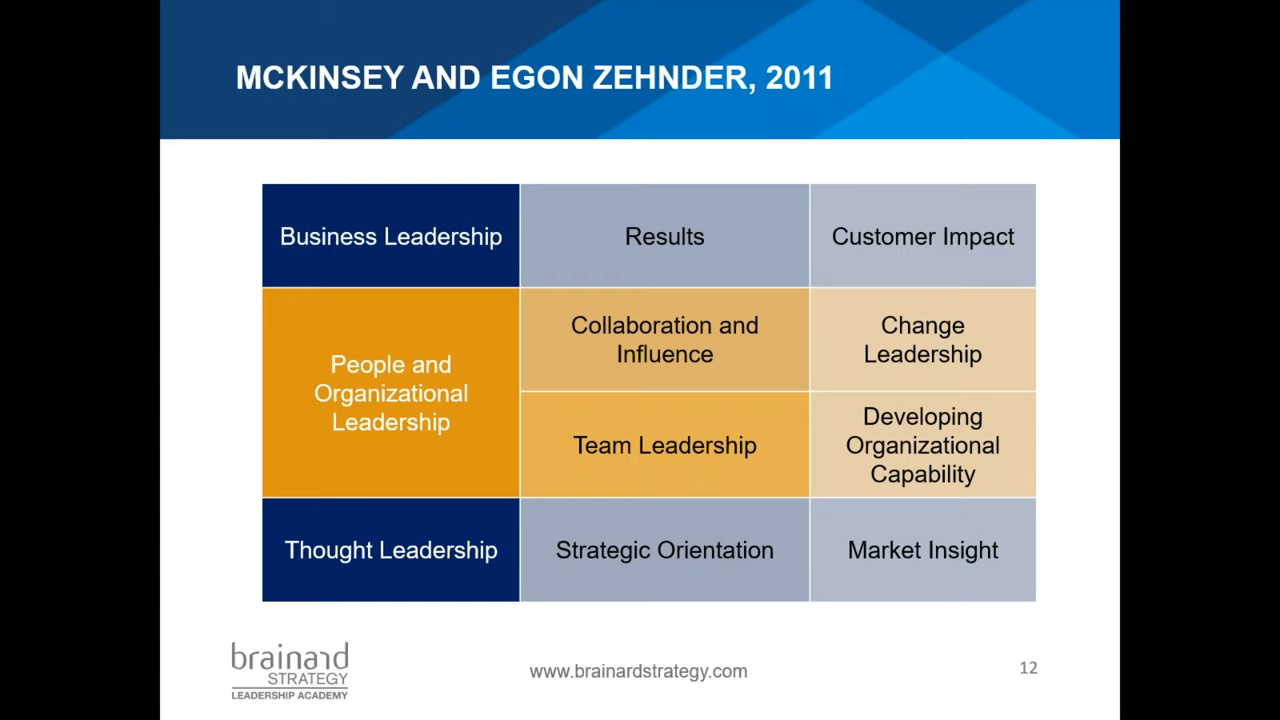 MCKINSEY AND EGON ZEHNDER, 2011
Business Leadership
Results
Customer Impact
People and
Organizational
Leadership
Collaboration and
Influence
Change
Leadership
Team Leadership
Developing
Organizational
Capability
Thought Leadership
Strategic Orientation
Market Insight
brainard
STRATEGY
LEADERSHIP ACADEMY
www.brainardstrategy.com
12